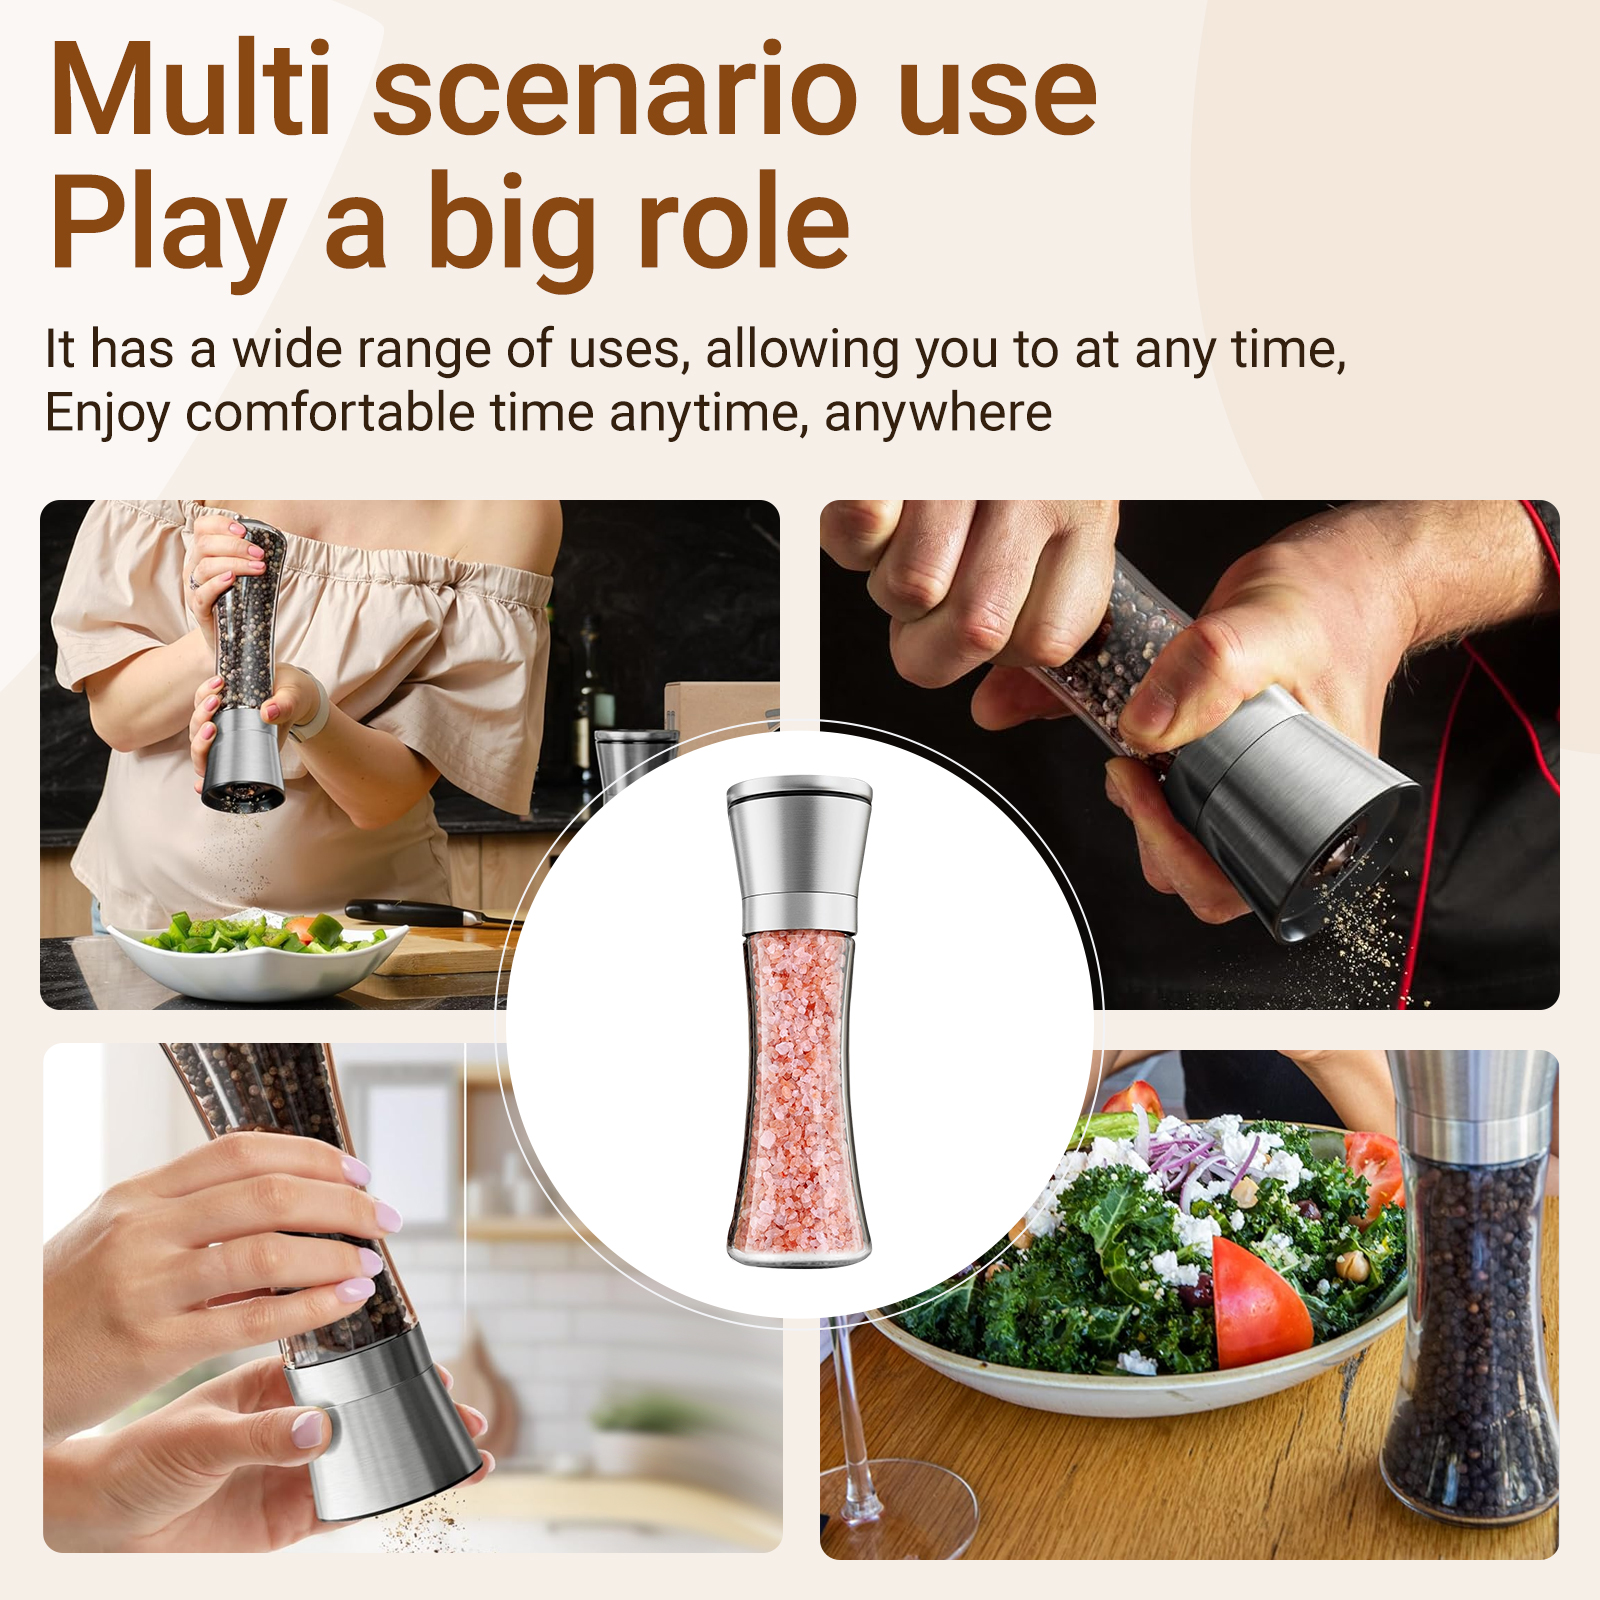 Multi scenario use
Play a big role
It has a wide range of uses, allowing you to at any time,
Enjoy comfortable time anytime, anywhere